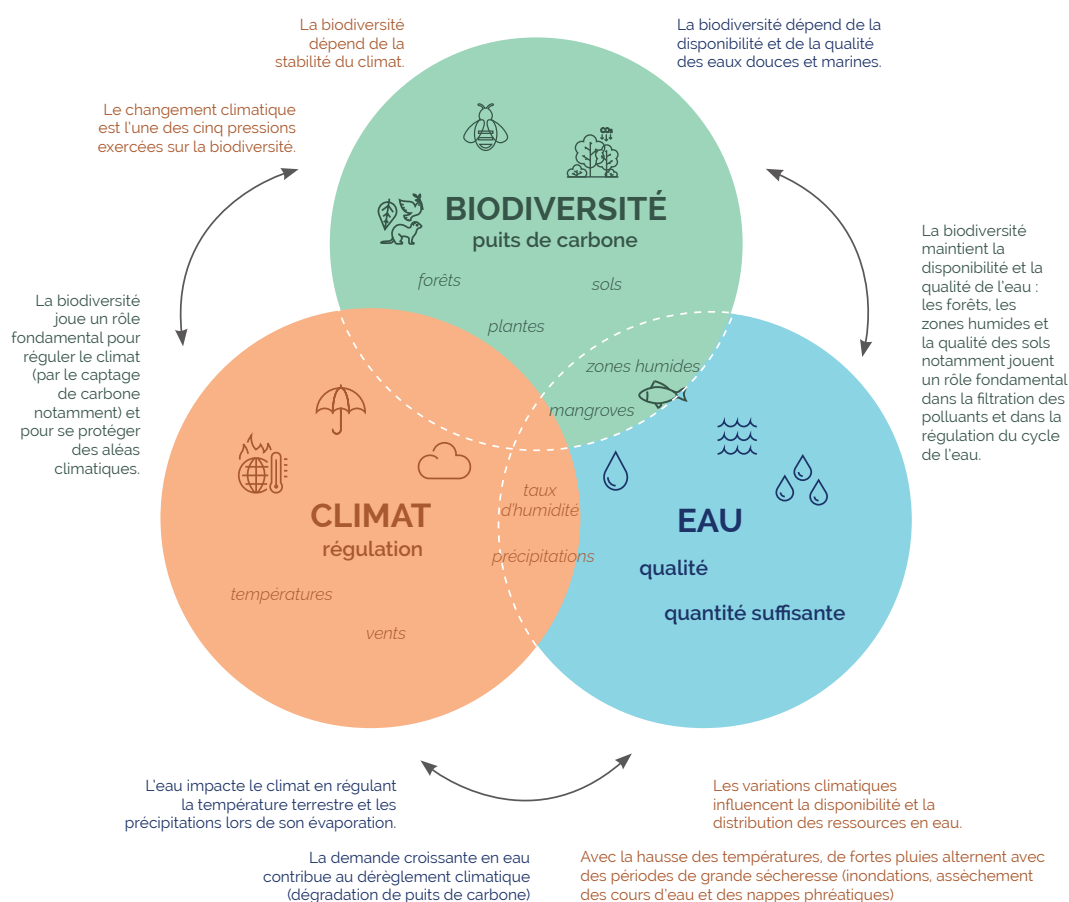 La biodiversité
dépend de la
stabilité du climat.
La biodiversité dépend de la
disponibilité et de la qualité
des eaux douces et marines.
Le changement climatique
est l'une des cinq pressions
exercées sur la biodiversité.
BIODIVERSITÉ
puits de carbone
forêts
sols
plantes
zones humides
mangroves
La biodiversité
maintient la
disponibilité et la
qualité de l'eau :
les forêts, les
zones humides et
la qualité des sols
notamment jouent
un rôle fondamental
dans la filtration des
polluants et dans la
régulation du cycle
de l'eau.
La biodiversité
joue un rôle
fondamental pour
réguler le climat
(par le captage
de carbone
notamment) et
pour se protéger
des aléas
climatiques.
CLIMAT
régulation
températures
vents
taux
d'humidité
précipitations
EAU
qualité
quantité suffisante
L'eau impacte le climat en régulant
la température terrestre et les
précipitations lors de son évaporation.
La demande croissante en eau
contribue au dérèglement climatique
(dégradation de puits de carbone)
Les variations climatiques
influencent la disponibilité et la
distribution des ressources en eau.
Avec la hausse des températures, de fortes pluies alternent avec
des périodes de grande sécheresse (inondations, assèchement
des cours d'eau et des nappes phréatiques)